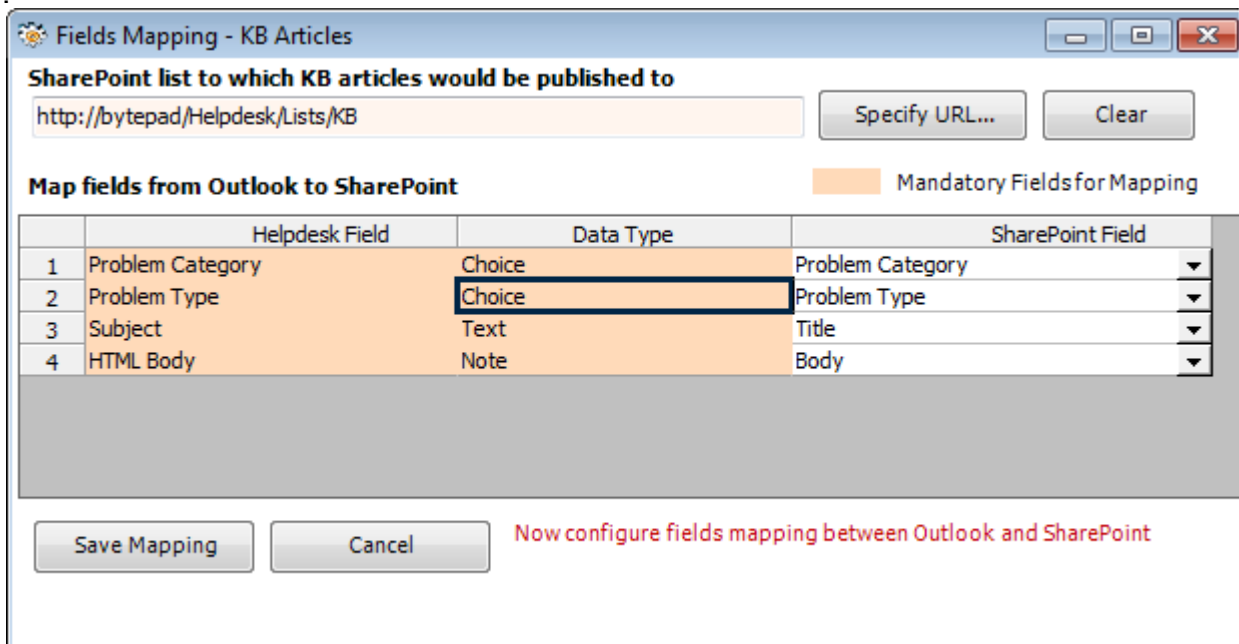 Fields Mapping - KB Articles
SharePoint list to which KB articles would be published to
http://bytepad/Helpdesk/Lists/KB
Specify URL...
Clear
Map fields from Outlook to SharePoint
Mandatory Fields for Mapping
Helpdesk Field Data Type SharePoint Field
1 Problem Category Choice Problem Category
2 Problem Type Choice Problem Type
3 Subject Text Title
4 HTML Body Note Body
Save Mapping
Cancel
Now configure fields mapping between Outlook and SharePoint